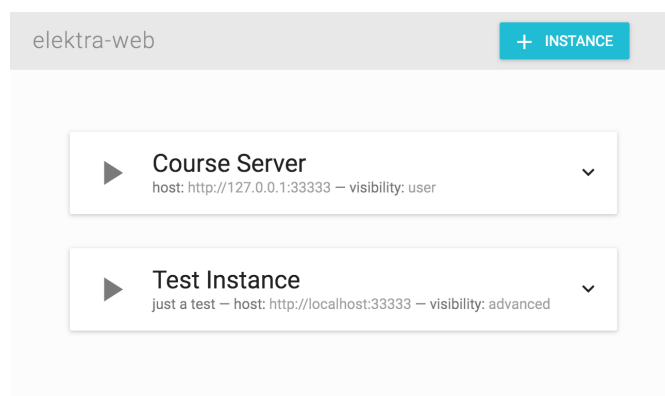 elektra-web
+ INSTANCE
Course Server
host: http://127.0.0.1:33333 — visibility: user
Test Instance
just a test — host: http://localhost:33333 — visibility: advanced